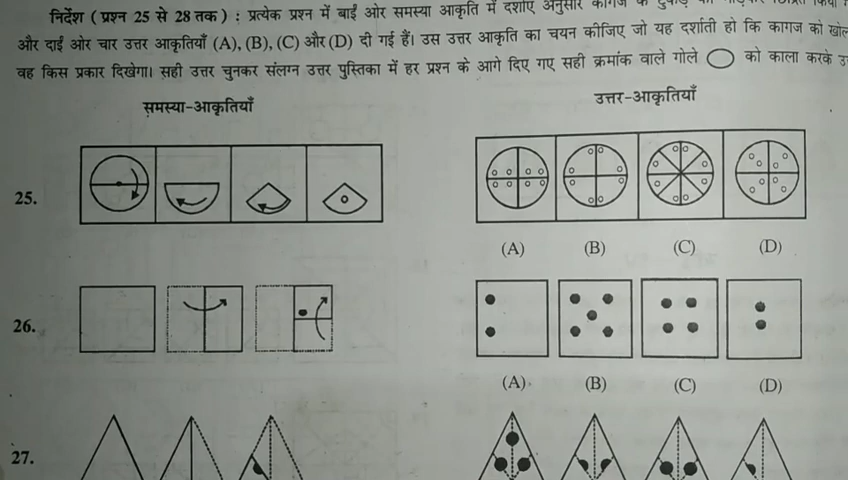 निर्देश ( प्रश्न 25 से 28 तक ) : प्रत्येक प्रश्न में बाईं ओर समस्या आकृति में दर्शाए अनुसार कागज के
और दाईं ओर चार उत्तर आकृतियाँ (A), (B), (C) और (D) दी गई हैं। उस उत्तर आकृति का चयन कीजिए जो यह दर्शाती हो कि कागज को
वह किस प्रकार दिखेगा। सही उत्तर चुनकर संलग्न उत्तर पुस्तिका में हर प्रश्न के आगे दिए गए सही क्रमांक वाले गोले को काला करके
समस्या-आकृतियाँ
उत्तर-आकृतियाँ
25.
(A) (B) (C) (D)
26.
(A) (B) (C) (D)
27.